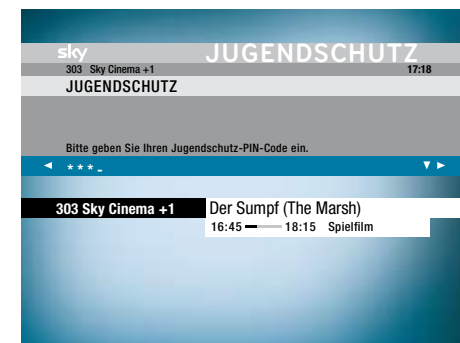 sky JUGENDSCHUTZ
303 Sky Cinema +1 17:18
JUGENDSCHUTZ
Bitte geben Sie Ihren Jugendschutz-PIN-Code ein.
◄ * * * _ ▼ ►
303 Sky Cinema +1 Der Sumpf (The Marsh)
16:45 18:15 Spielfilm